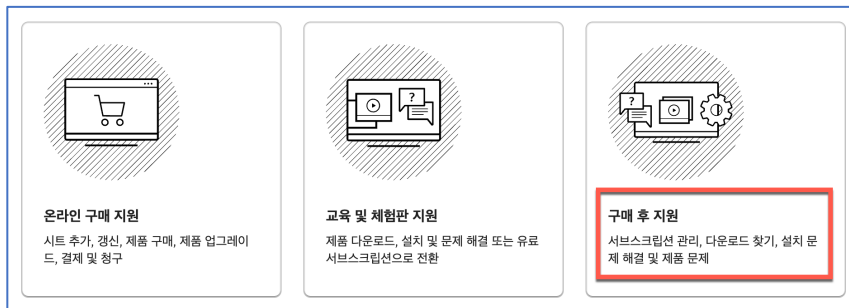 온라인 구매 지원
시트 추가, 갱신, 제품 구매, 제품 업그레이
드, 결제 및 청구
?
교육 및 체험판 지원
제품 다운로드, 설치 및 문제 해결 또는 유료
서브스크립션으로 전환
?
구매 후 지원
서브스크립션 관리, 다운로드 찾기, 설치 문
제 해결 및 제품 문제